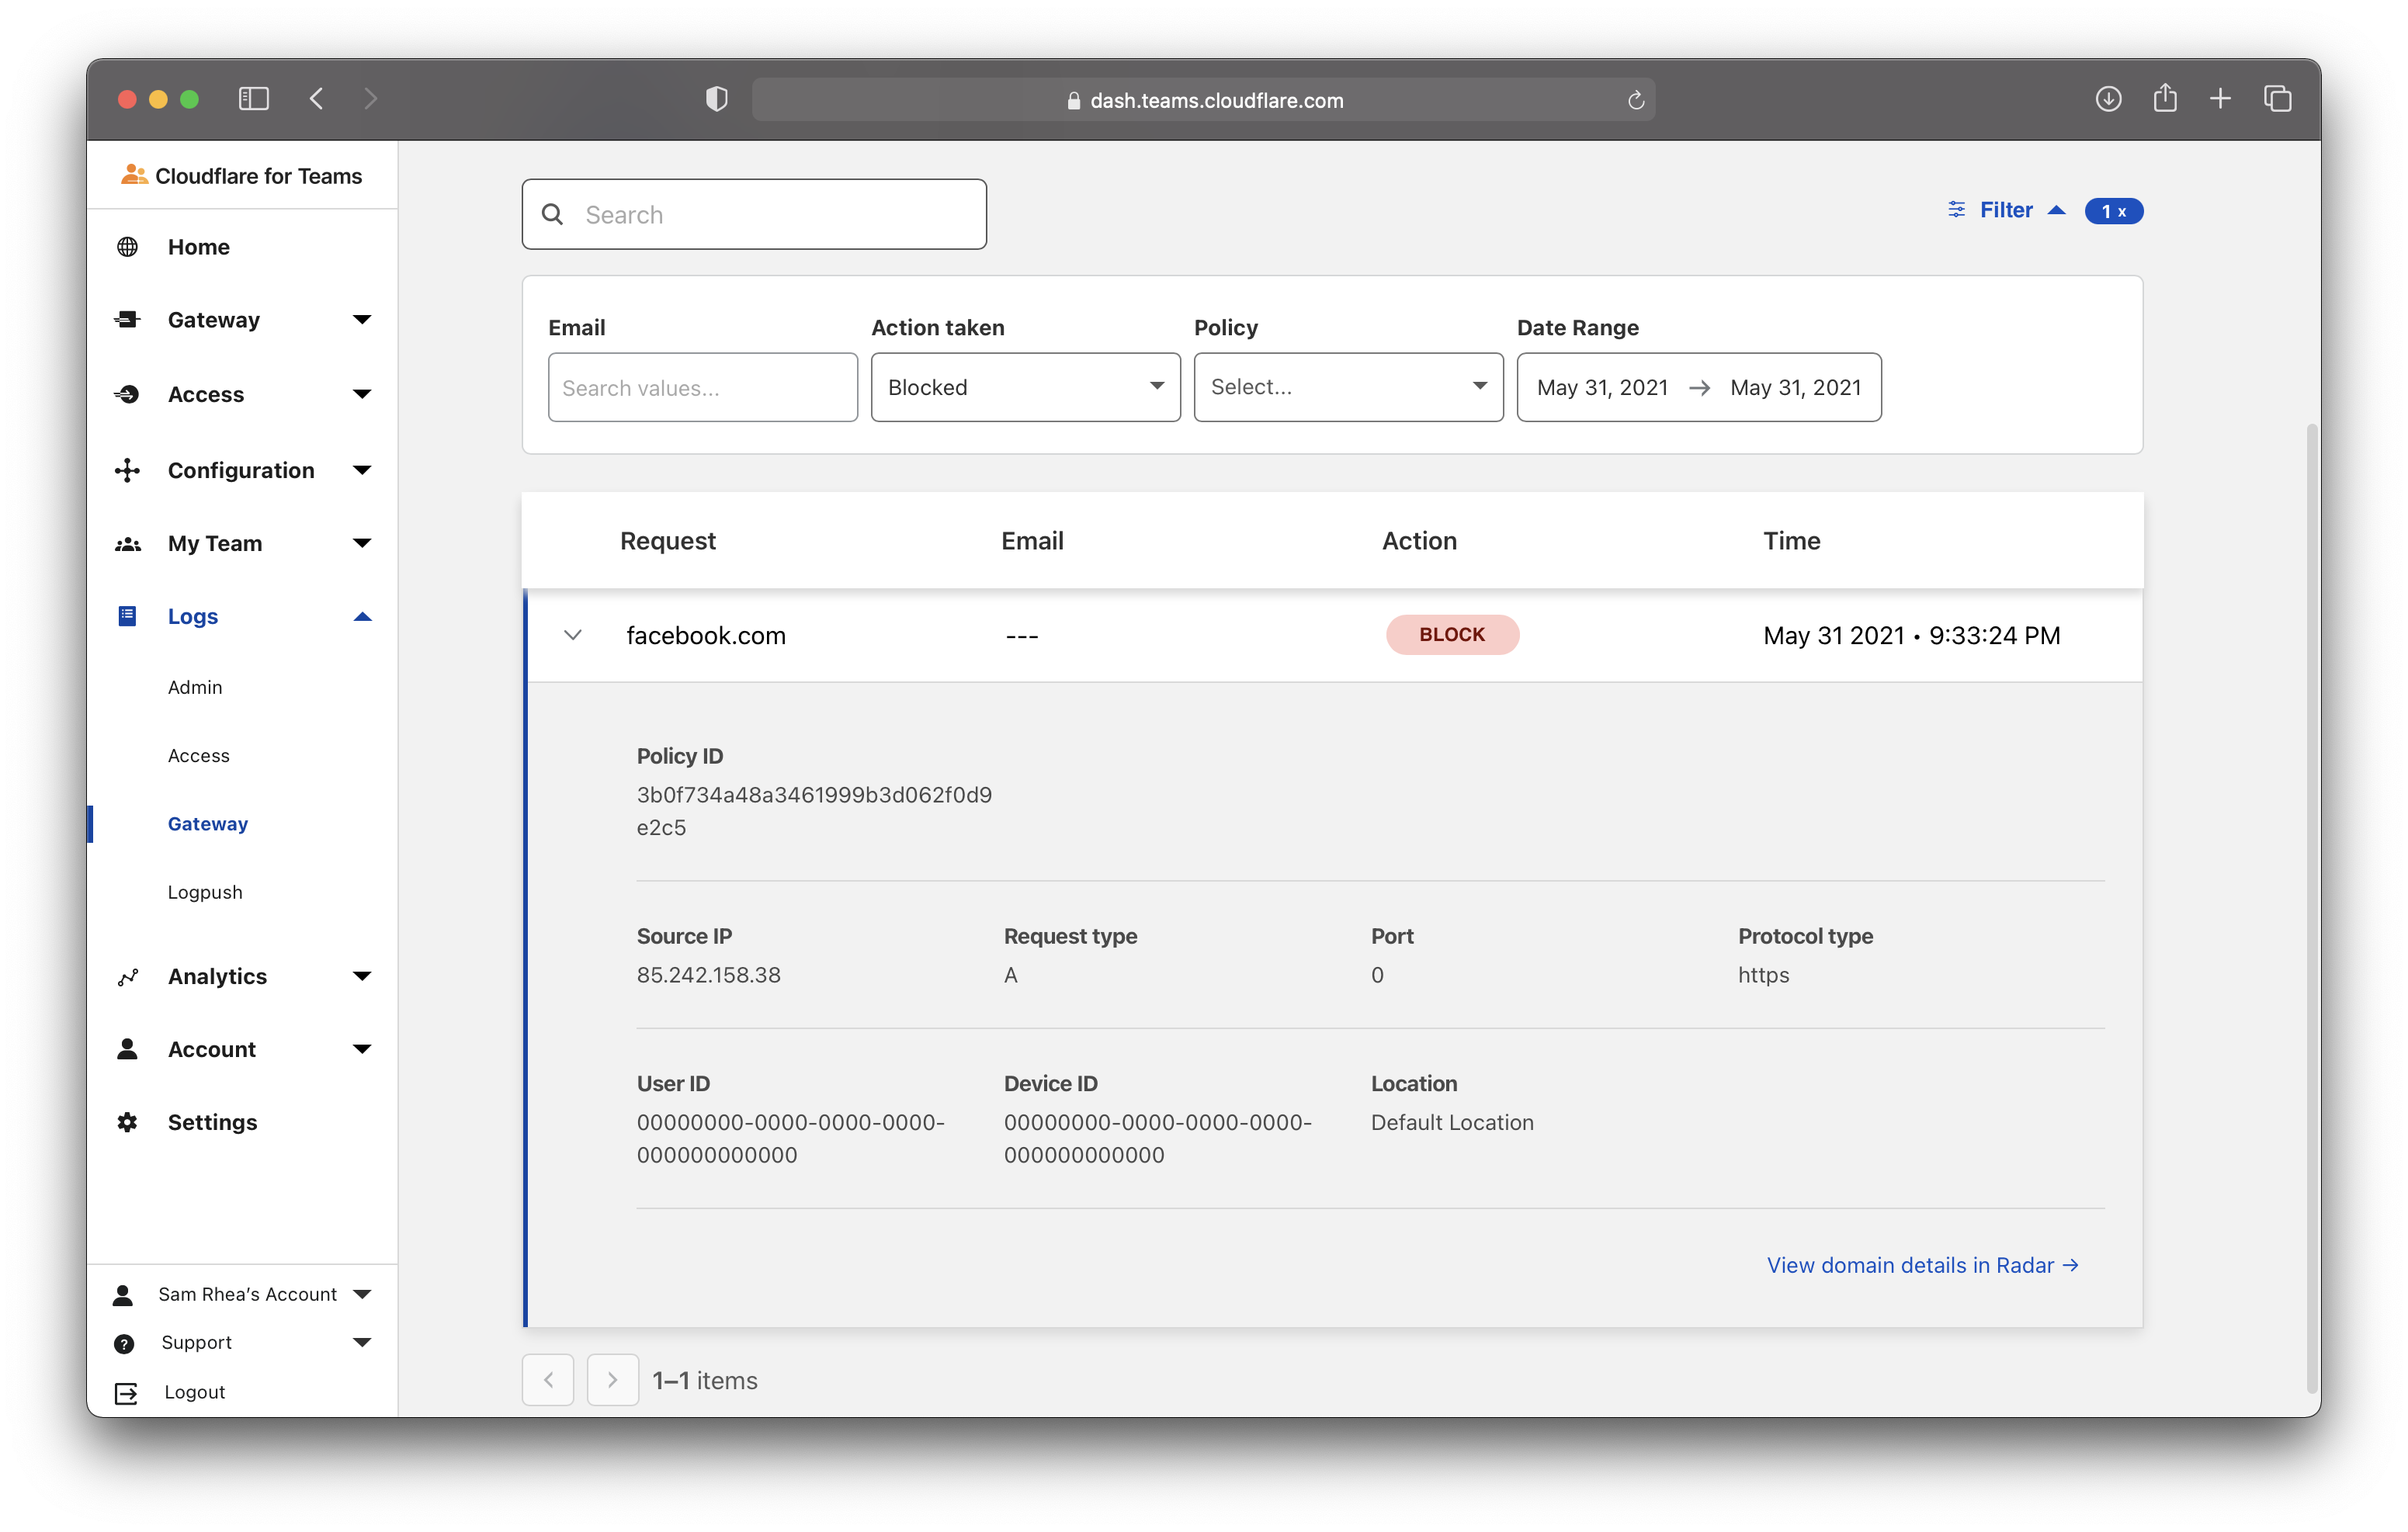 dash.teams.cloudflare.com
Cloudflare for Teams
Home
Gateway
Access
Configuration
My Team
Logs
Admin
Access
Gateway
Logpush
Analytics
Account
Settings
Sam Rhea's Account
? Support
Logout
Search
Filter 1 x
Email Action taken Policy Date Range
Search values... Blocked Select... May 31, 2021 → May 31, 2021
Request Email Action Time
facebook.com --- BLOCK May 31 2021 • 9:33:24 PM
Policy ID
3b0f734a48a3461999b3d062f0d9
e2c5
Source IP Request type Port Protocol type
85.242.158.38 A 0 https
User ID Device ID Location
00000000-0000-0000-0000- 00000000-0000-0000-0000- Default Location
000000000000 000000000000
View domain details in Radar →
1–1 items